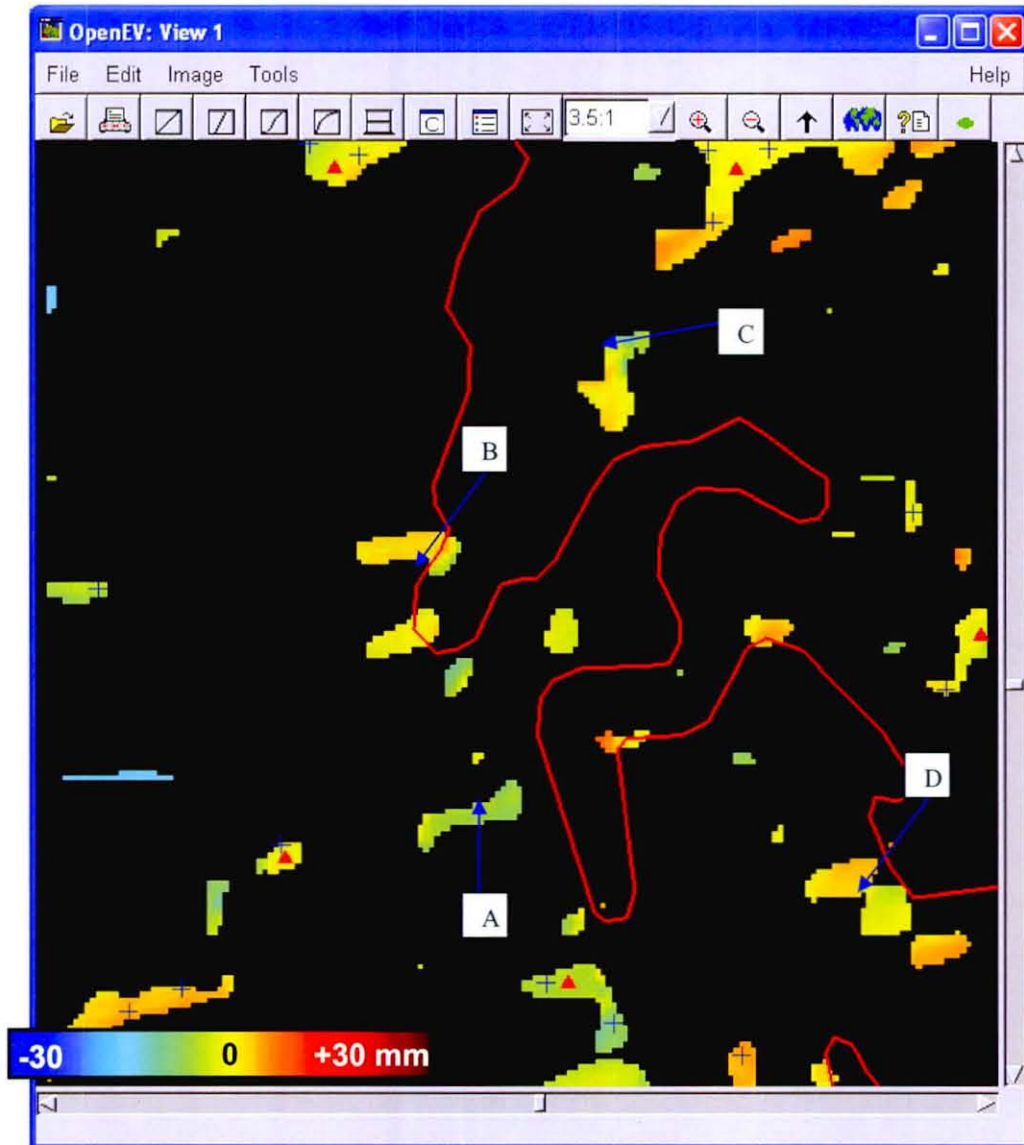 OpenEV: View 1
File Edit Image Tools Help
C 3.5:1 ?
C
B
D
A
-30 0 +30 mm